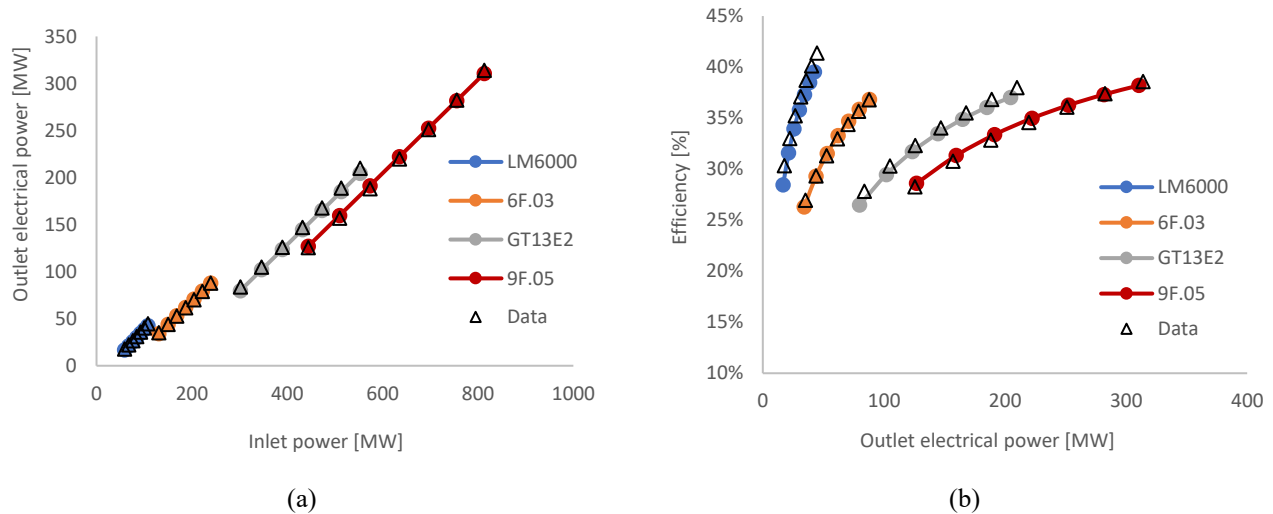 350
300
250
200
150
100
50
0
Outlet electrical power [MW]
0
200
400
600
800
1000
Inlet power [MW]
LM6000
6F.03
GT13E2
9F.05
Data
(a)
45%
40%
35%
30%
25%
20%
15%
10%
Efficiency [%]
0
100
200
300
400
Outlet electrical power [MW]
LM6000
6F.03
GT13E2
9F.05
Data
(b)